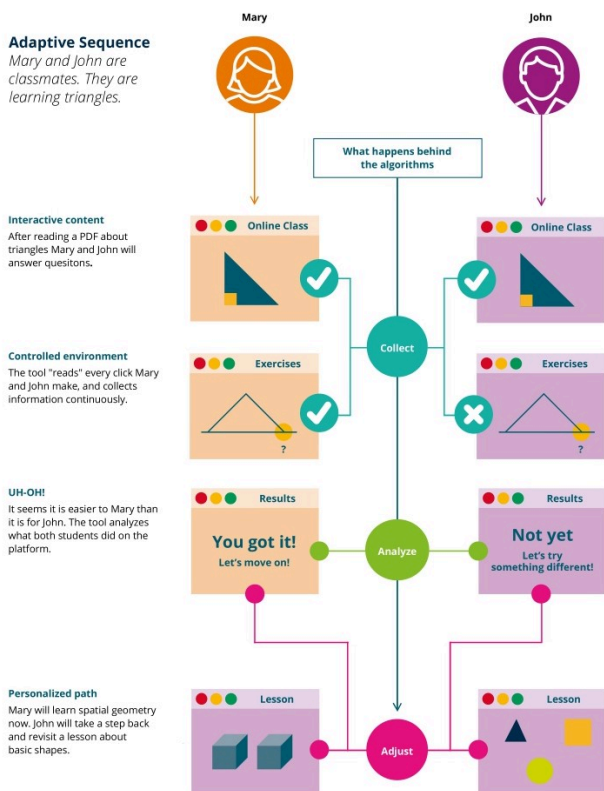 Mary
John
Adaptive Sequence
Mary and John are
classmates. They are
learning triangles.
What happens behind
the algorithms
Interactive content
After reading a PDF about
triangles Mary and John will
answer quesitons.
Online Class
Online Class
Collect
Controlled environment
The tool "reads" every click Mary
and John make, and collects
information continuously.
Exercises
?
Exercises
?
UH-OH!
It seems it is easier to Mary than
it is for John. The tool analyzes
what both students did on the
platform.
Results
You got it!
Let's move on!
Analyze
Results
Not yet
Let's try
something different!
Personalized path
Mary will learn spatial geometry
now. John will take a step back
and revisit a lesson about
basic shapes.
Lesson
Adjust
Lesson